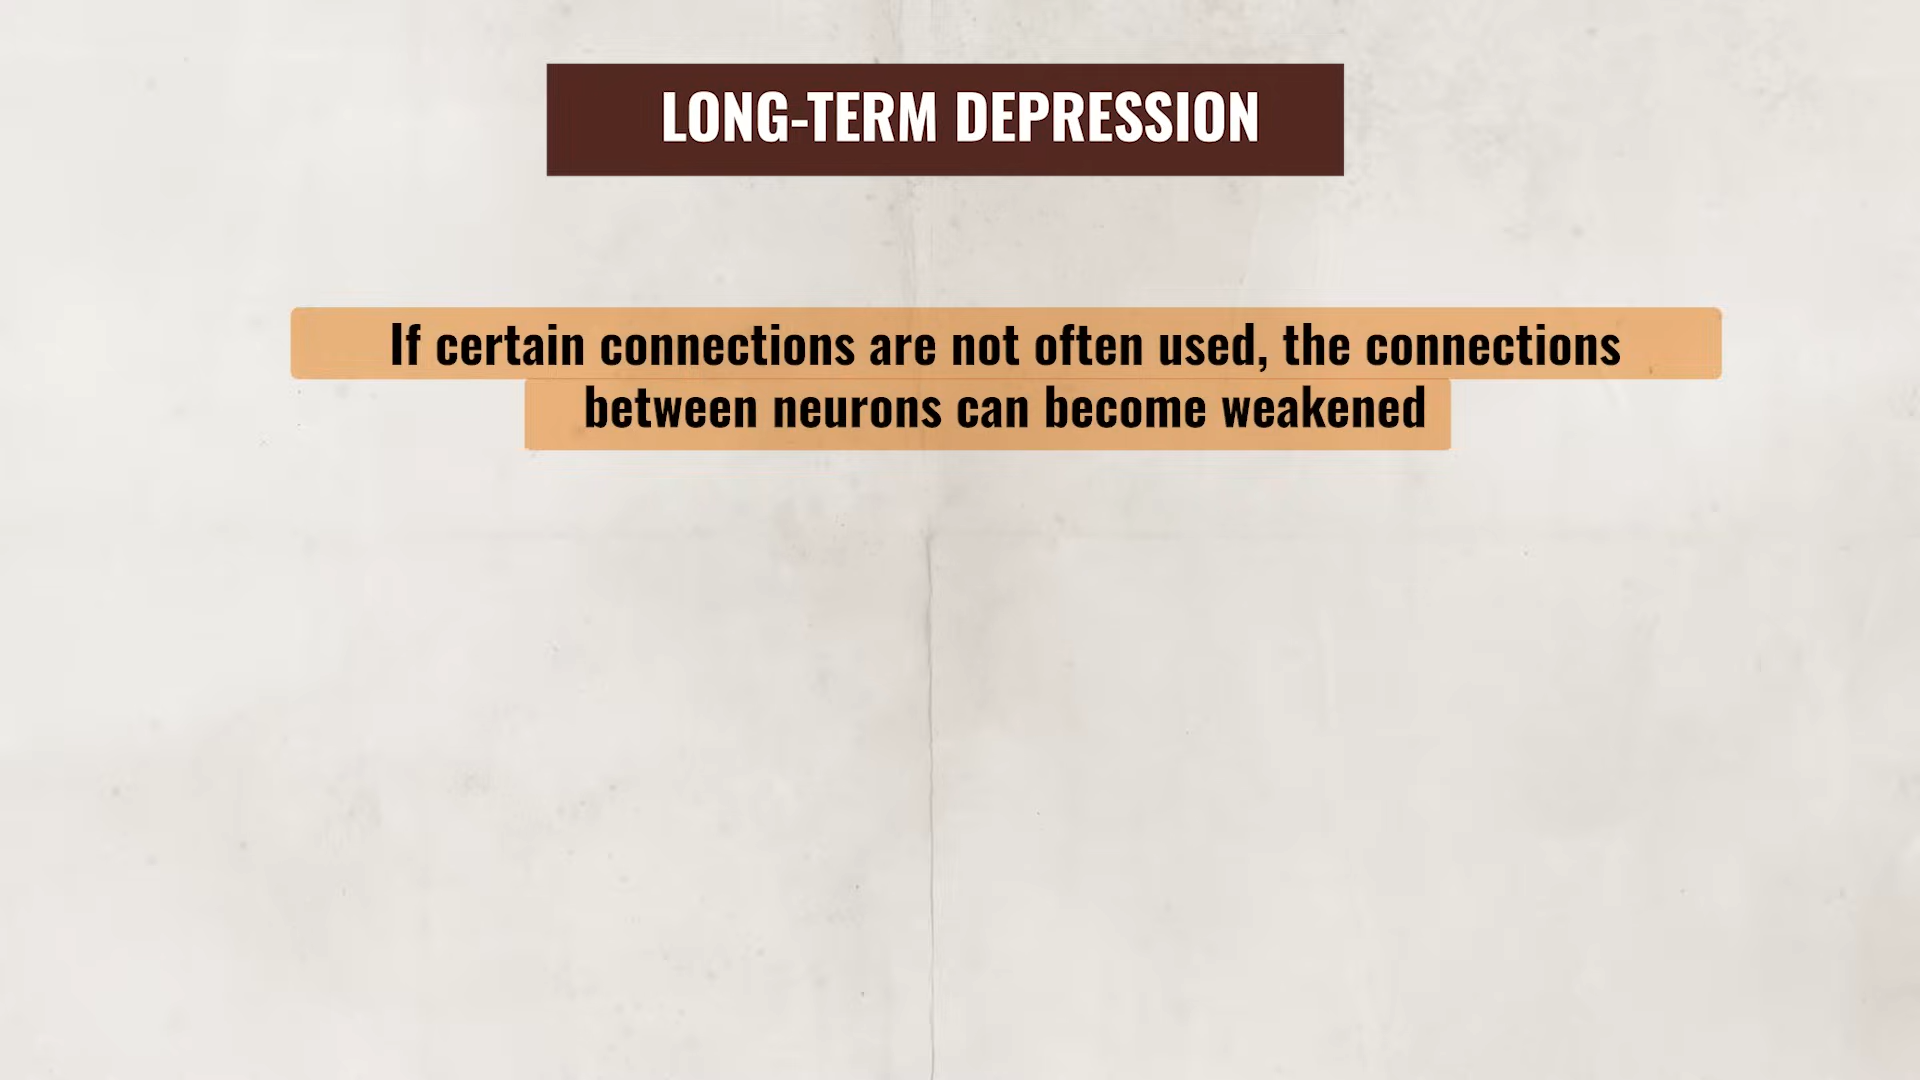 LONG-TERM DEPRESSION
If certain connections are not often used, the connections
between neurons can become weakened